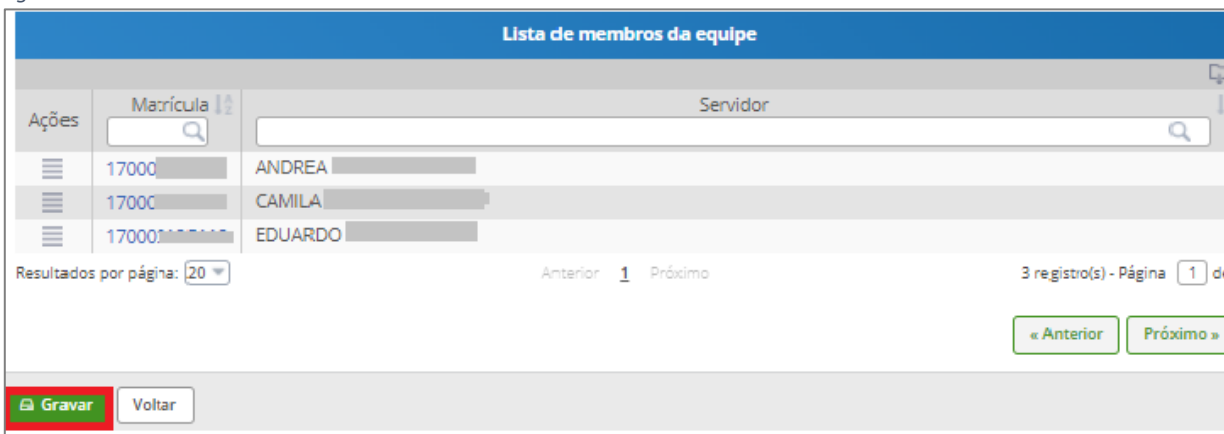 Lista de membros da equipe
Ações Matrícula Servidor
17000 ANDREA
17000 CAMILA
17000 EDUARDO
Resultados por página: 20 Anterior 1 Próximo 3 registro(s) - Página 1 de
« Anterior Próximo »
Gravar Voltar